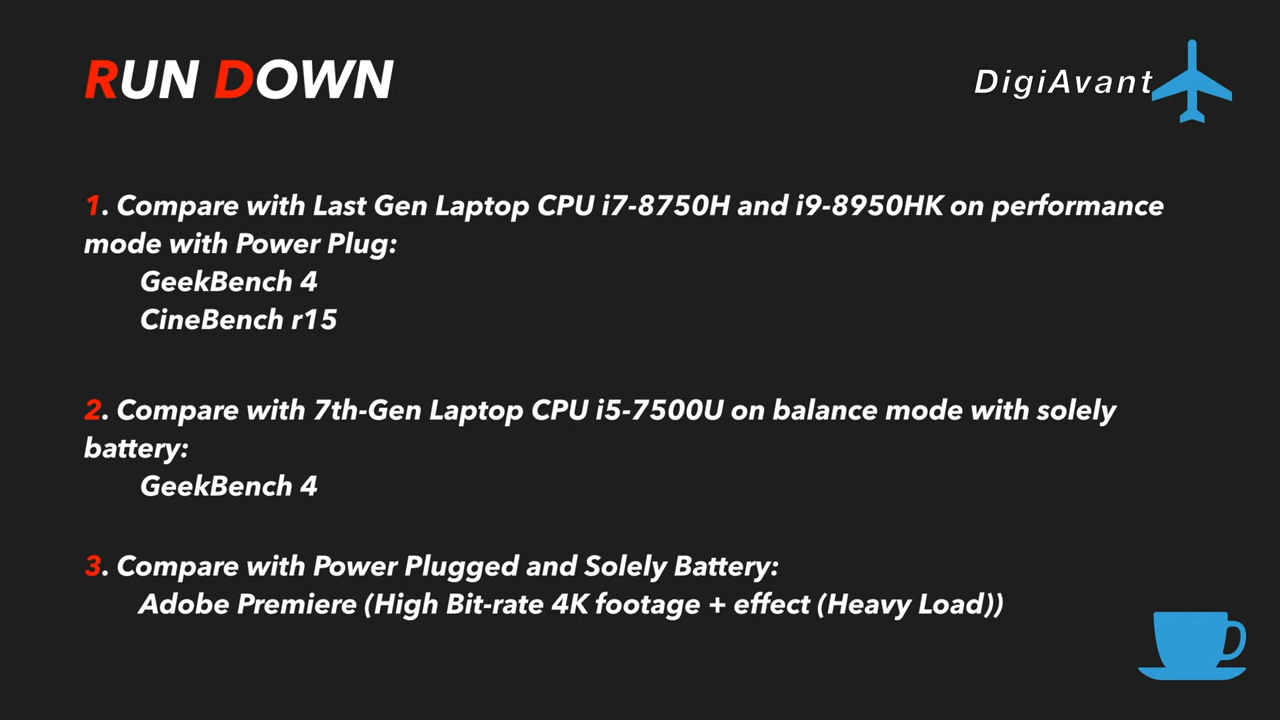 RUN DOWN
DigiAvant
1. Compare with Last Gen Laptop CPU i7-8750H and i9-8950HK on performance
mode with Power Plug:
GeekBench 4
CineBench r15
2. Compare with 7th-Gen Laptop CPU i5-7500U on balance mode with solely
battery:
GeekBench 4
3. Compare with Power Plugged and Solely Battery:
Adobe Premiere (High Bit-rate 4K footage + effect (Heavy Load))